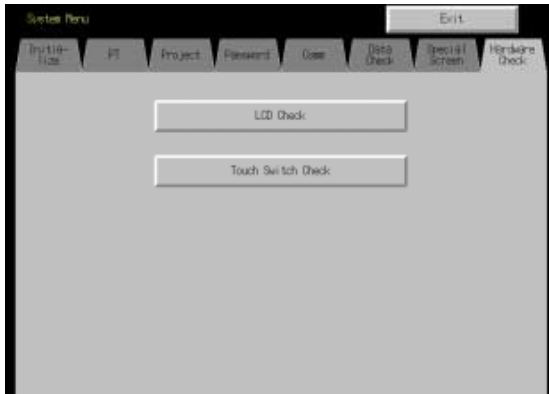 System Menu
Exit
Initia-
lize
PT
Project
Password
Comm
Data
Check
Special
Screen
Hardware
Check
LCD Check
Touch Switch Check